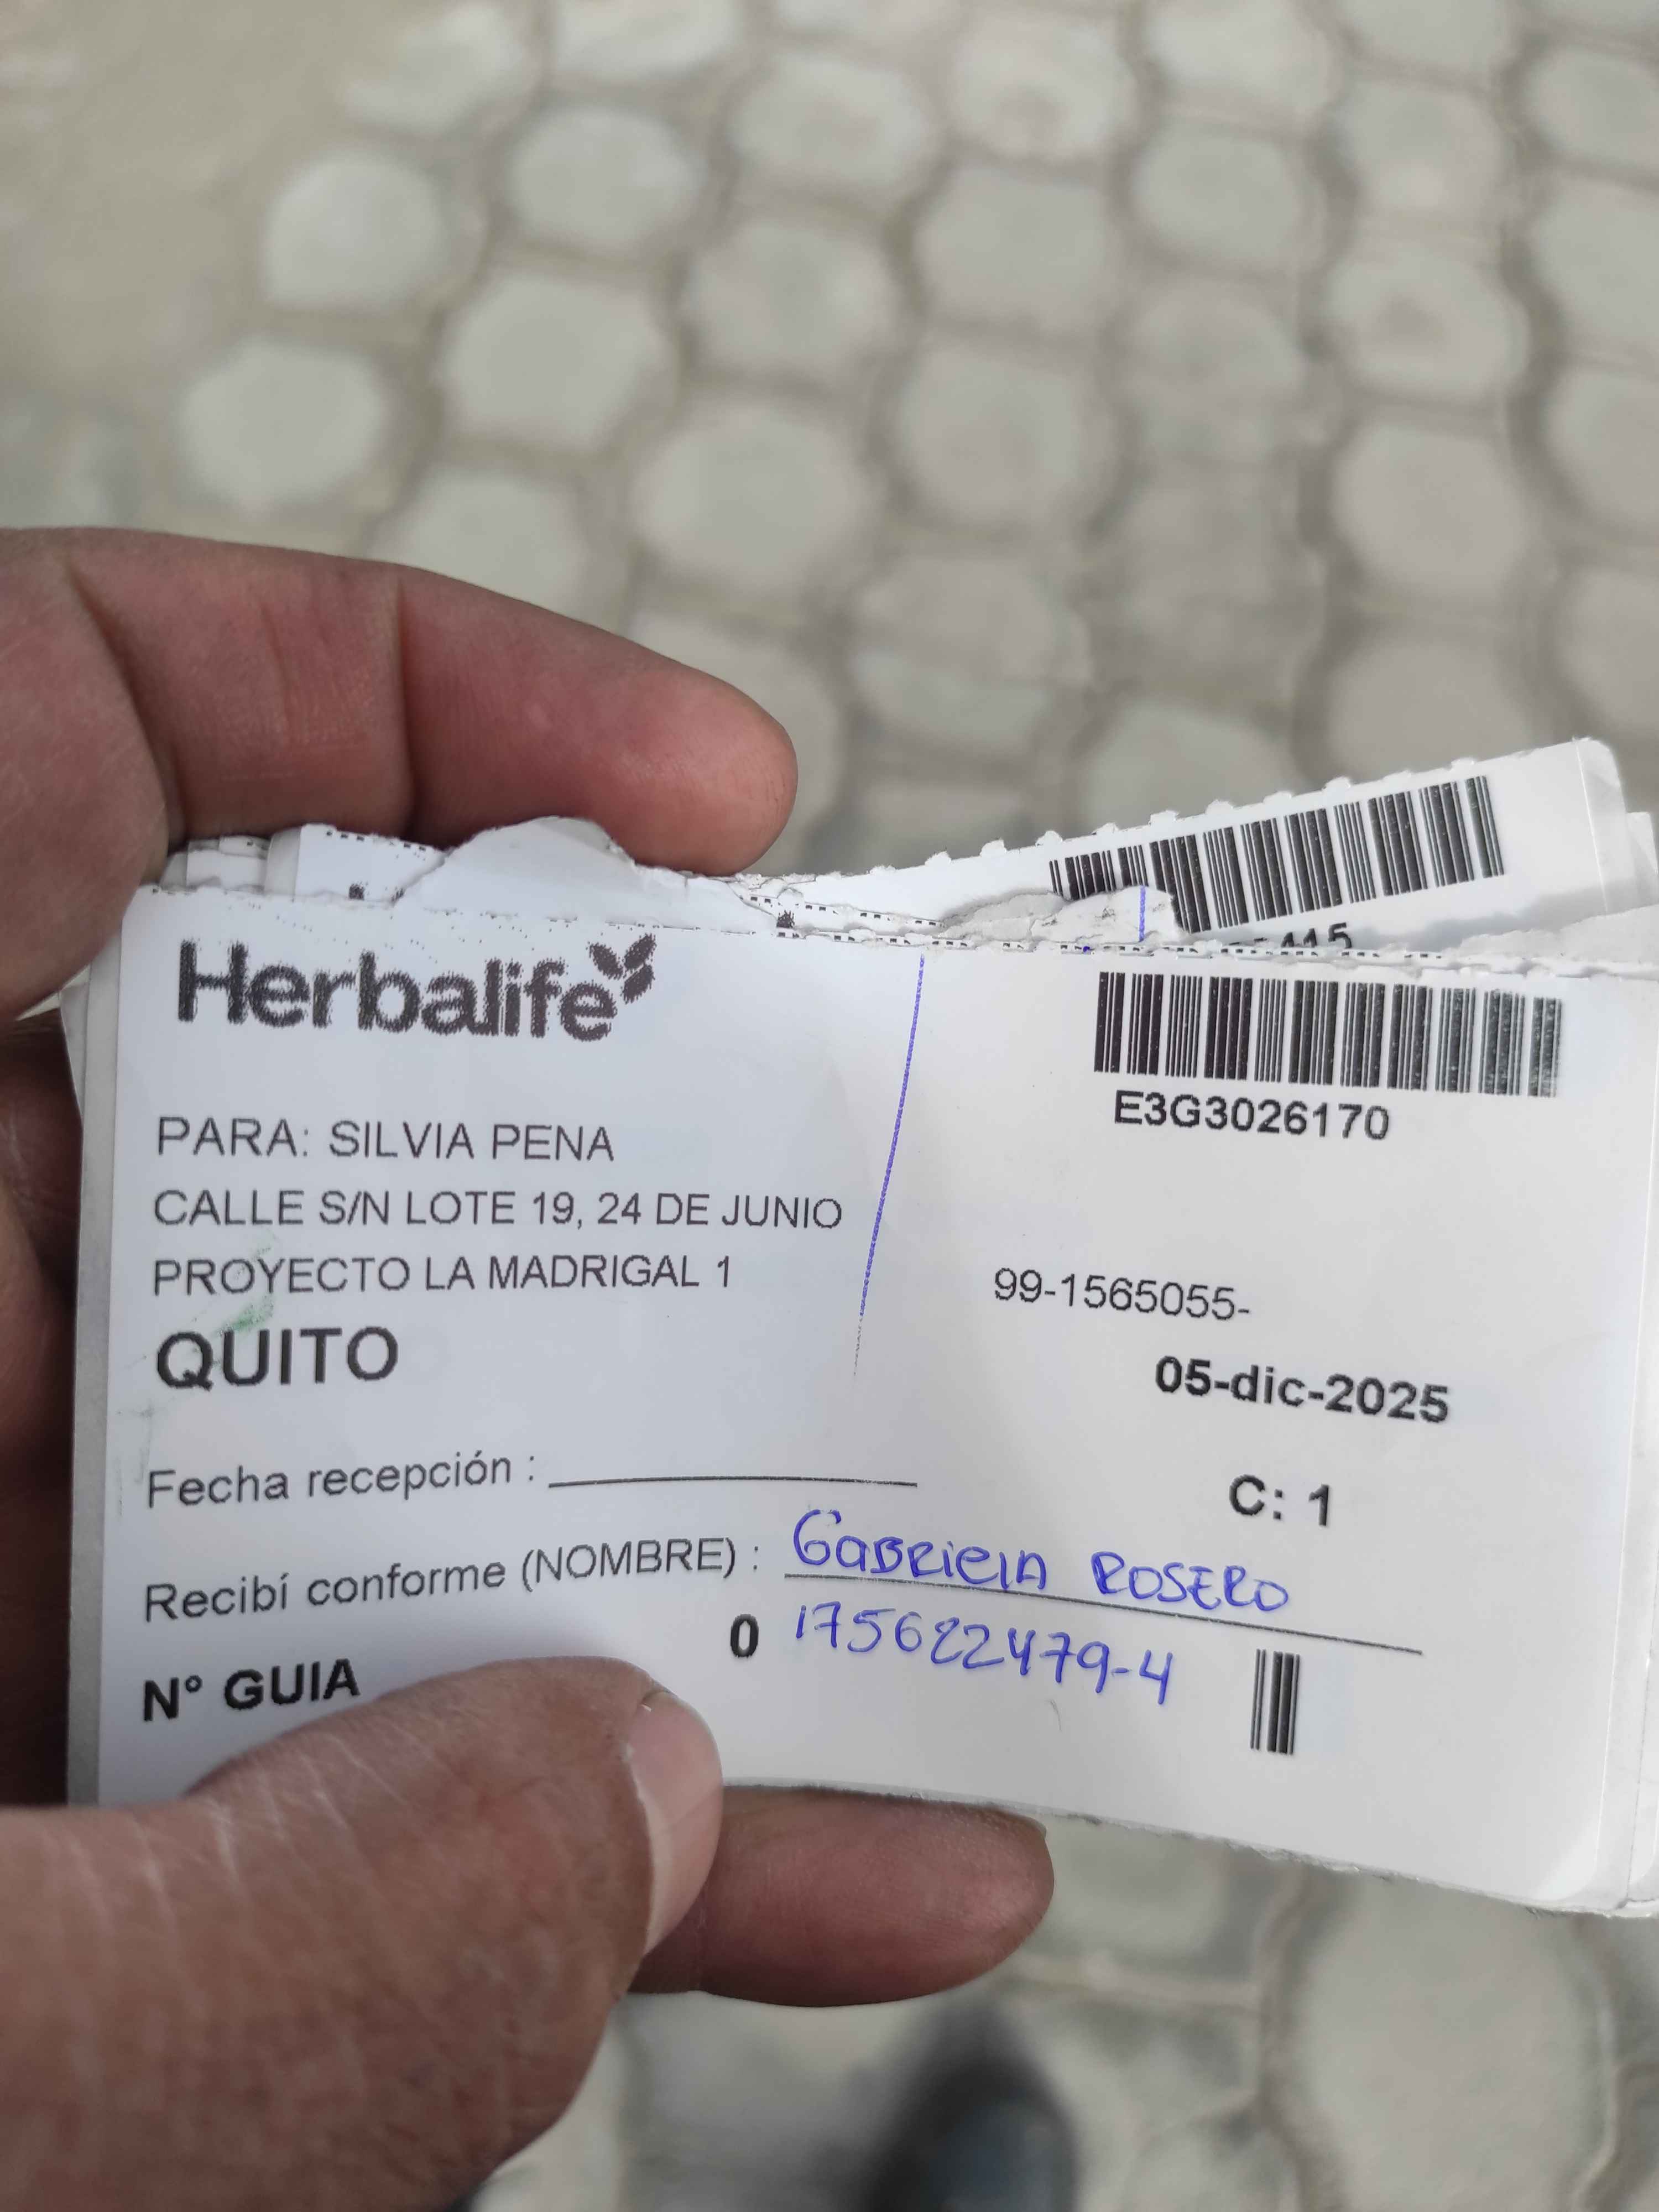 415
Herbalife
E3G3026170
PARA: SILVIA PENA
CALLE S/N LOTE 19, 24 DE JUNIO
PROYECTO LA MADRIGAL 1
99-1565055-
QUITO
05-dic-2025
Fecha recepción :
C: 1
Recibí conforme (NOMBRE) : GABRIELA ROSERO
0 175622479-4
N° GUIA